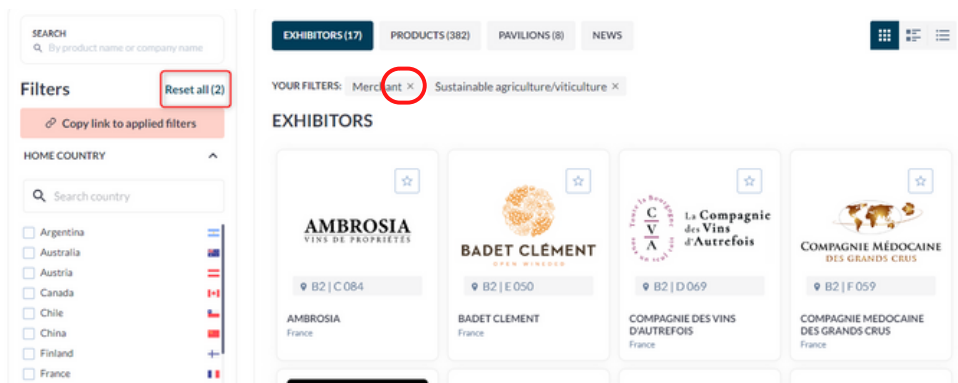 SEARCH
By product name or company name
Filters
Reset all (2)
Copy link to applied filters
HOME COUNTRY
Search country
Argentina
Australia
Austria
Canada
Chile
China
Finland
France
EXHIBITORS (17) PRODUCTS (382) PAVILIONS (8) NEWS
YOUR FILTERS: Merchant × Sustainable agriculture/viticulture ×
EXHIBITORS
AMBROSIA
VINS DE PROPRIÉTÉS
B2 | C 084
AMBROSIA
France
BADET CLÉMENT
OPEN WINEDER
B2 | E 050
BADET CLEMENT
France
C
V
A
La Compagnie
des Vins
d'Autrefois
B2 | D 069
COMPAGNIE DES VINS
D'AUTREFOIS
France
COMPAGNIE MÉDOCAINE
DES GRANDS CRUS
B2 | F 059
COMPAGNIE MEDOCAINE
DES GRANDS CRUS
France